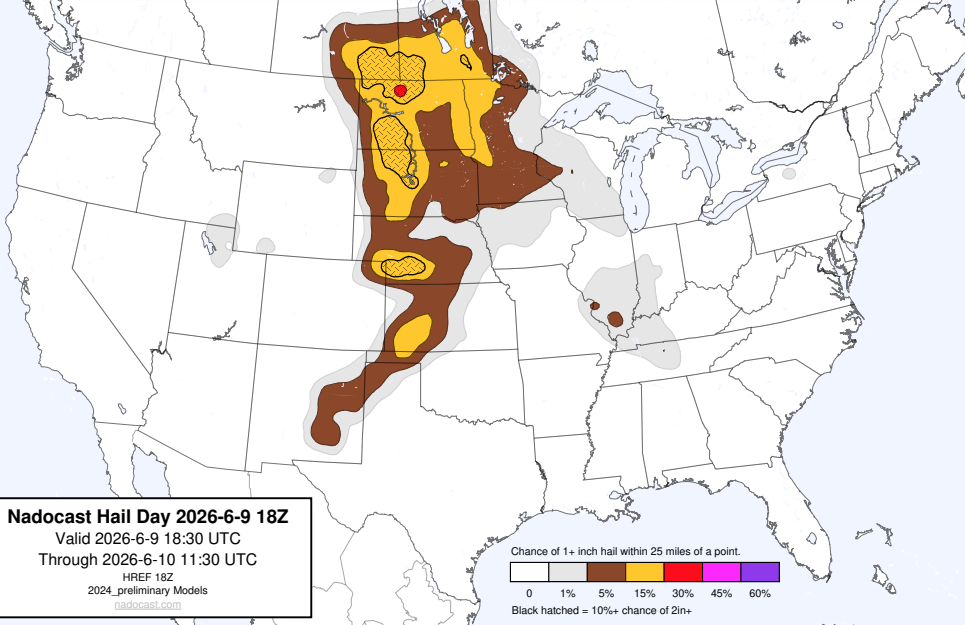 Nadocast Hail Day 2026-6-9 18Z
Valid 2026-6-9 18:30 UTC
Through 2026-6-10 11:30 UTC
HREF 18Z
2024_preliminary Models
nadocast.com
Chance of 1+ inch hail within 25 miles of a point.
0 1% 5% 15% 30% 45% 60%
Black hatched = 10%+ chance of 2in+